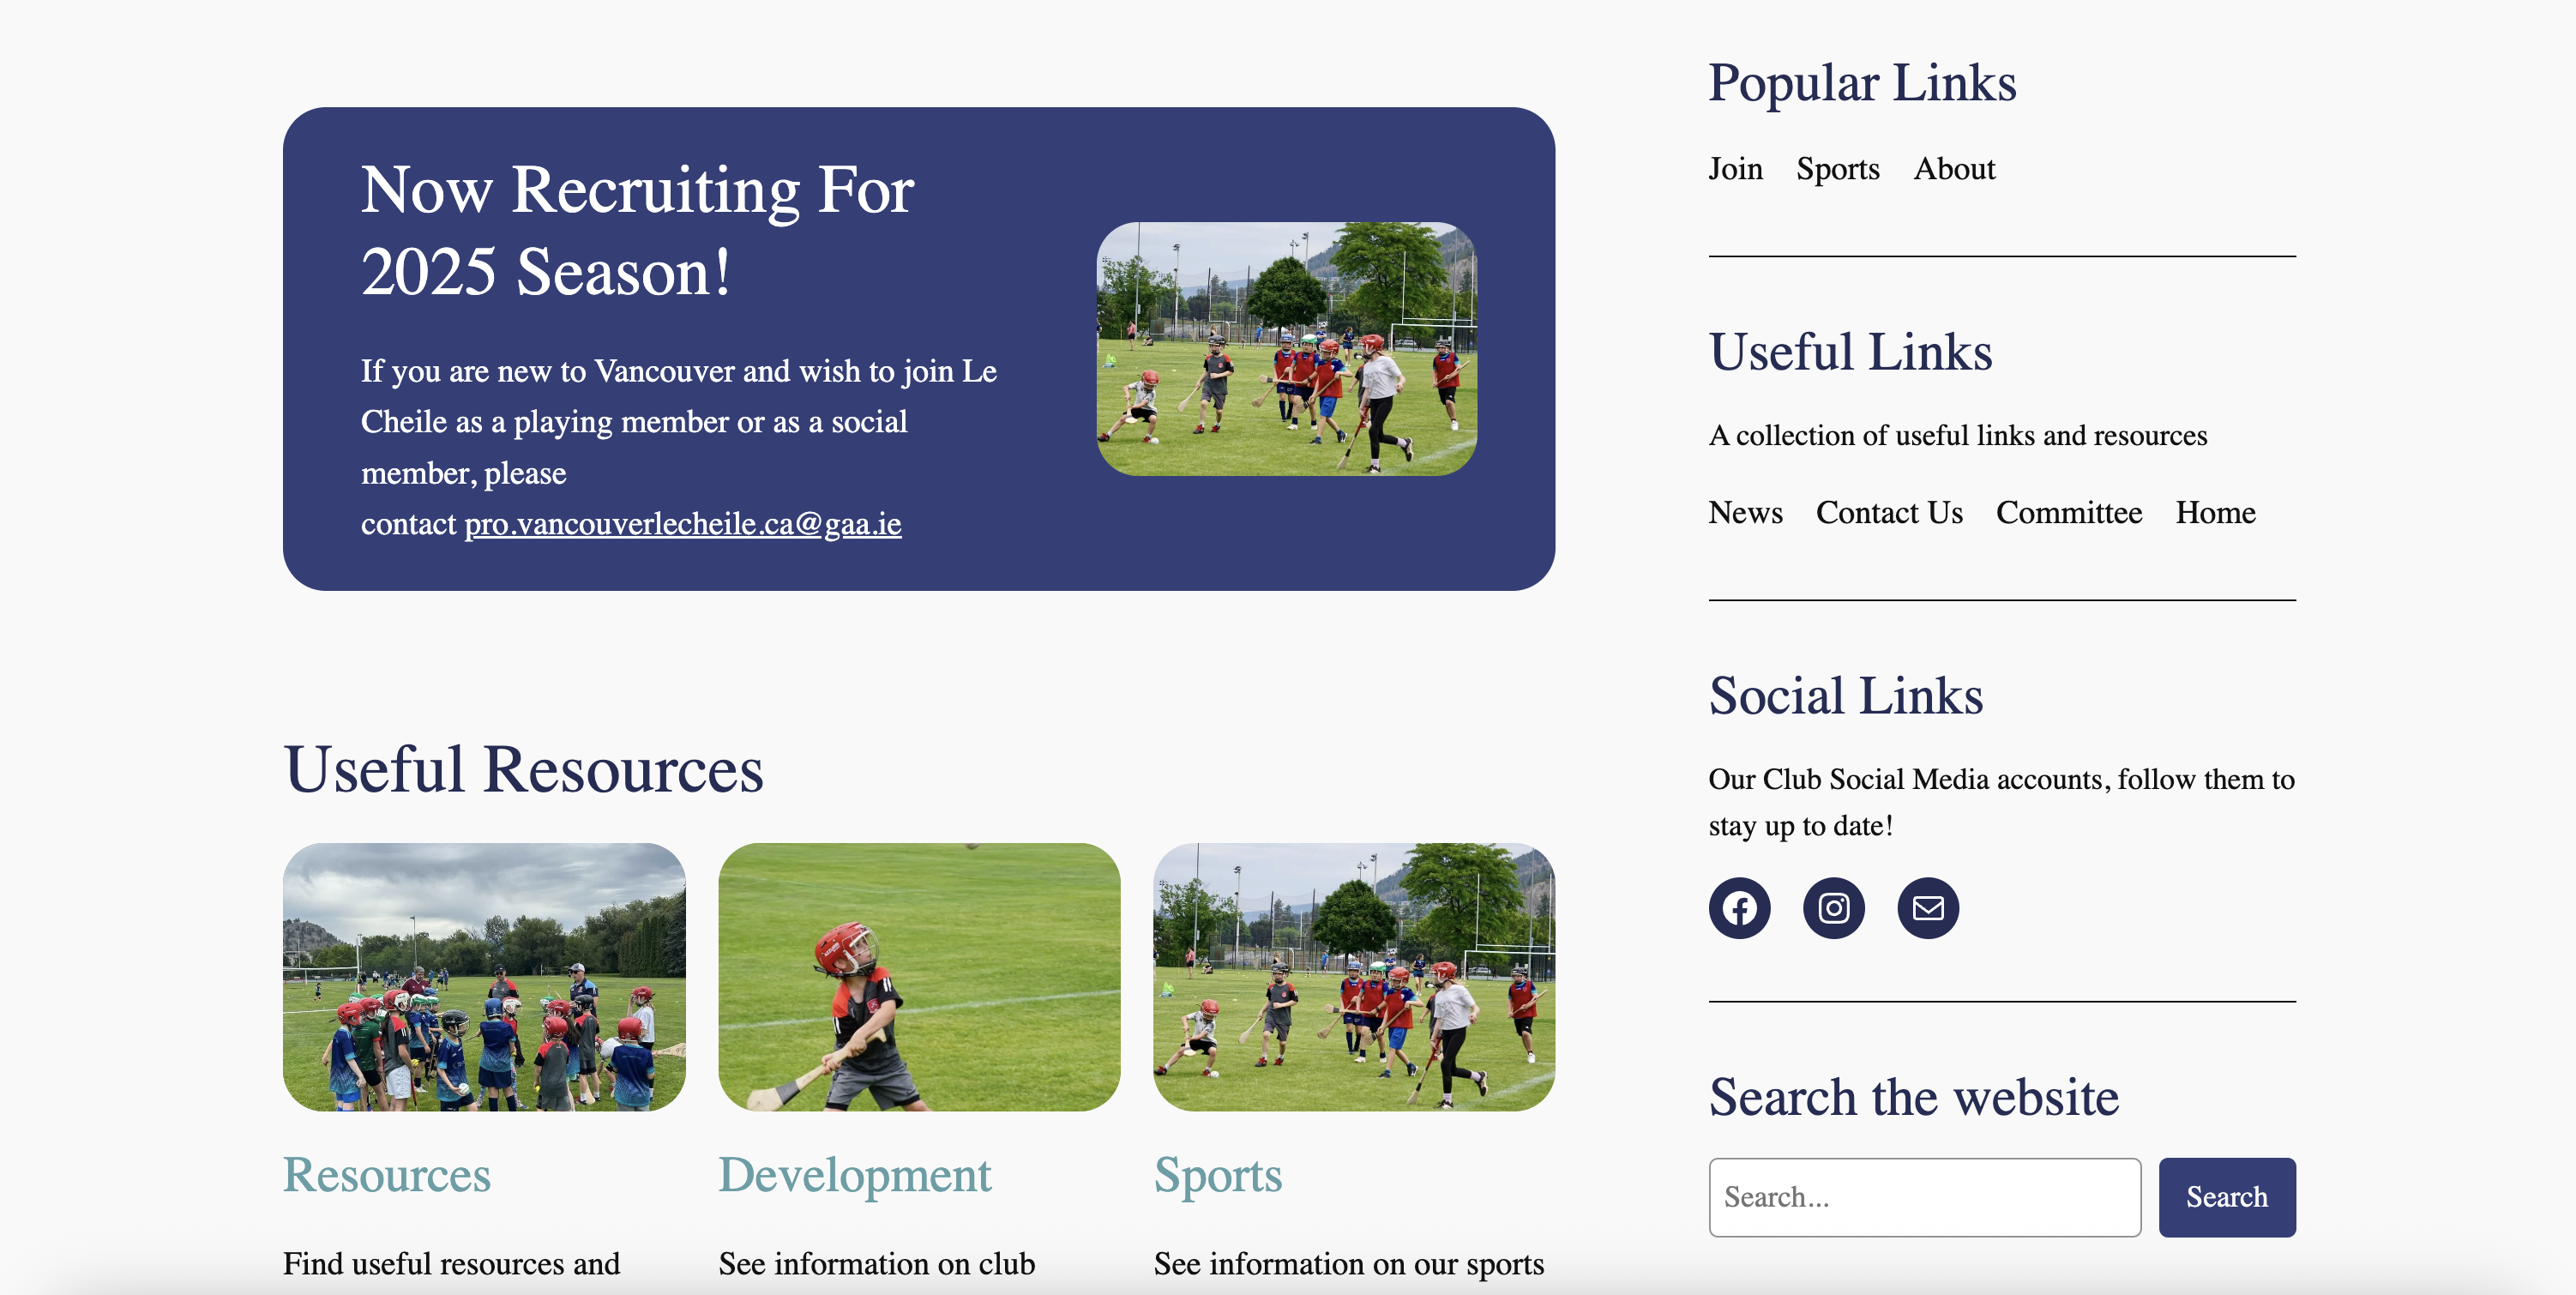 Now Recruiting For
2025 Season!
If you are new to Vancouver and wish to join Le
Cheile as a playing member or as a social
member, please
contact pro.vancouverlecheile.ca@gaa.ie
Useful Resources
Resources
Find useful resources and
Development
See information on club
Sports
See information on our sports
Popular Links
Join Sports About
Useful Links
A collection of useful links and resources
News Contact Us Committee Home
Social Links
Our Club Social Media accounts, follow them to
stay up to date!
Search the website
Search...
Search